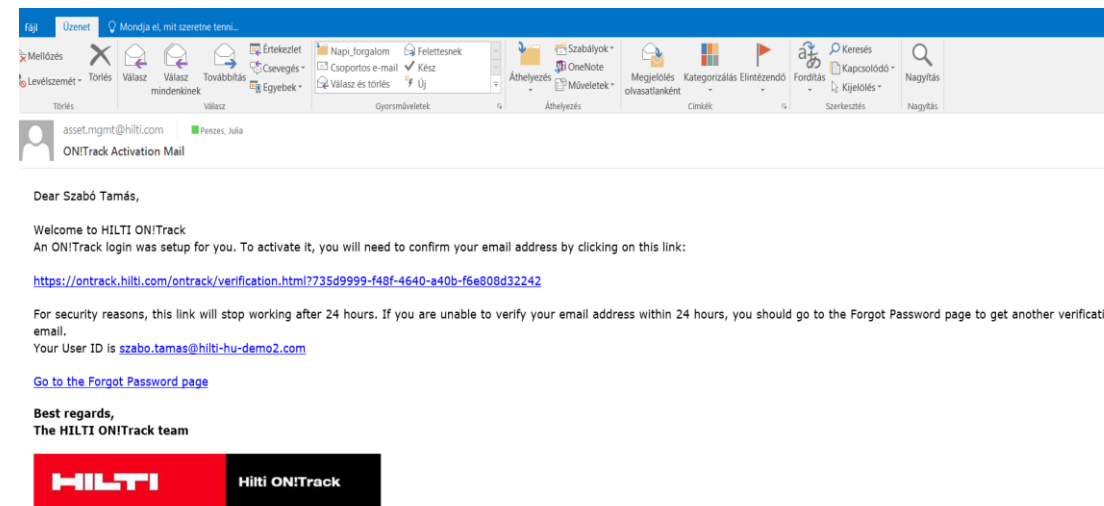 Fájl Üzenet Mondja el, mit szeretne tenni...
Mellőzés
Levélszemét
Törlés
Válasz
Válasz mindenkinek
Továbbítás
Értekezlet
Csevegés
Egyebek
Napi_forgalom
Csoportos e-mail
Válasz és törlés
Felettesnek
Kész
Új
Áthelyezés
Szabályok
OneNote
Műveletek
Megjelölés olvasatlanként
Kategorizálás
Elintézendő
Fordítás
Keresés
Kapcsolódó
Kijelölés
Nagyítás
Törlés Válasz Gyorsműveletek Áthelyezés Címkék Szerkesztés Nagyítás
asset.mgmt@hilti.com Penzes, Julia
ON!Track Activation Mail
Dear Szabó Tamás,
Welcome to HILTI ON!Track
An ON!Track login was setup for you. To activate it, you will need to confirm your email address by clicking on this link:
https://ontrack.hilti.com/ontrack/verification.html?735d9999-f48f-4640-a40b-f6e808d32242
For security reasons, this link will stop working after 24 hours. If you are unable to verify your email address within 24 hours, you should go to the Forgot Password page to get another verificati
email.
Your User ID is szabo.tamas@hilti-hu-demo2.com
Go to the Forgot Password page
Best regards,
The HILTI ON!Track team
HILTI Hilti ON!Track